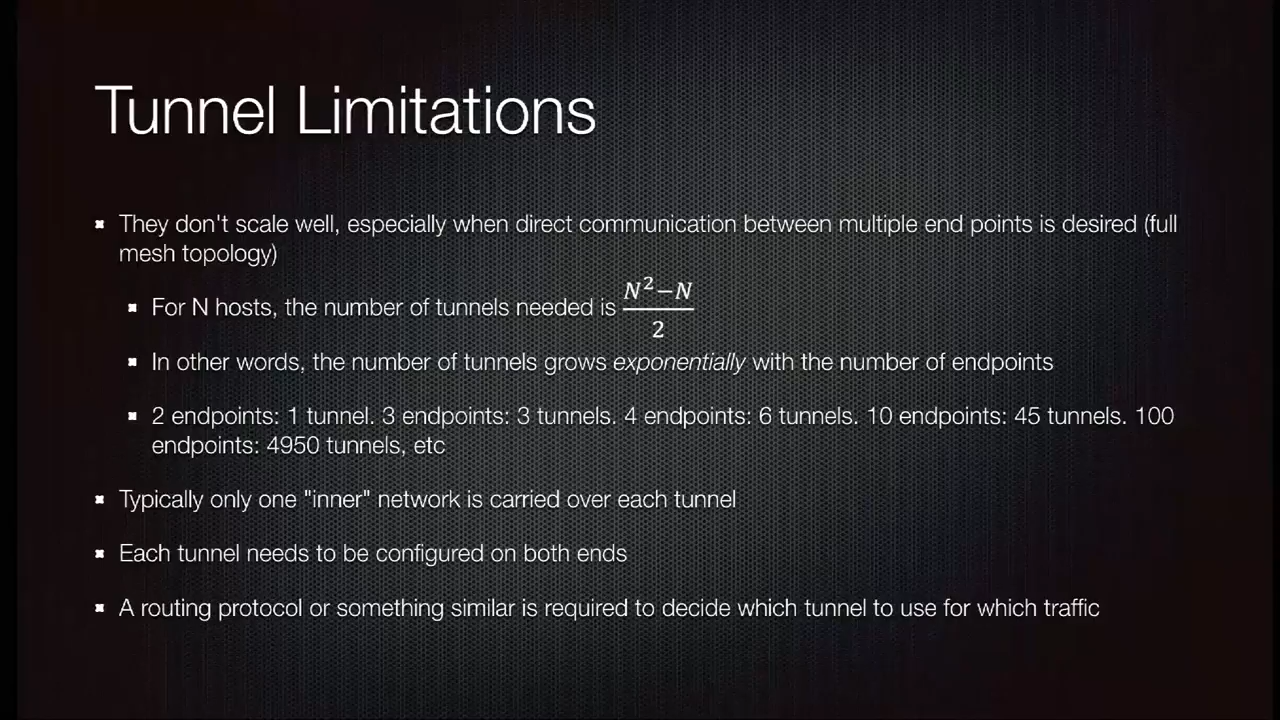 Tunnel Limitations
They don't scale well, especially when direct communication between multiple end points is desired (full
mesh topology)
For N hosts, the number of tunnels needed is \frac{N^2-N}{2}
In other words, the number of tunnels grows exponentially with the number of endpoints
2 endpoints: 1 tunnel. 3 endpoints: 3 tunnels. 4 endpoints: 6 tunnels. 10 endpoints: 45 tunnels. 100
endpoints: 4950 tunnels, etc
Typically only one "inner" network is carried over each tunnel
Each tunnel needs to be configured on both ends
A routing protocol or something similar is required to decide which tunnel to use for which traffic